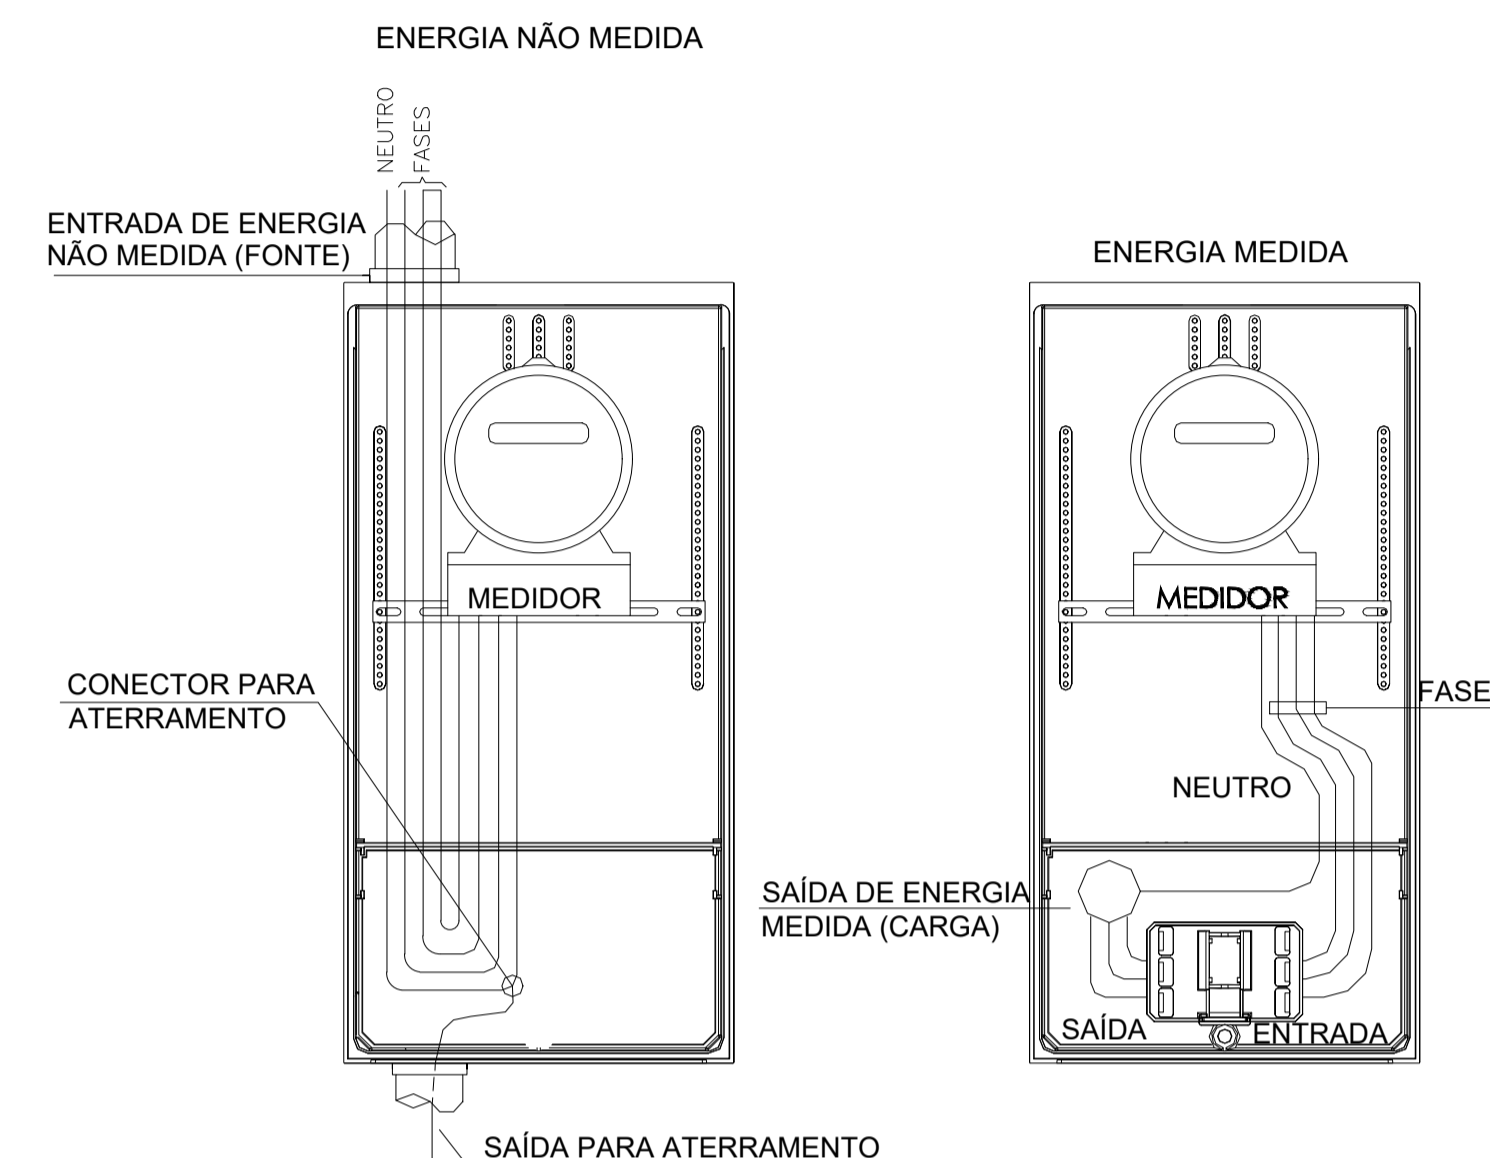 ENERGIA NÃO MEDIDA
NEUTRO
FASES
ENTRADA DE ENERGIA
NÃO MEDIDA (FONTE)
ENERGIA MEDIDA
MEDIDOR
MEDIDOR
CONECTOR PARA
ATERRAMENTO
FASE
NEUTRO
SAÍDA DE ENERGIA
MEDIDA (CARGA)
SAÍDA
ENTRADA
SAÍDA PARA ATERRAMENTO